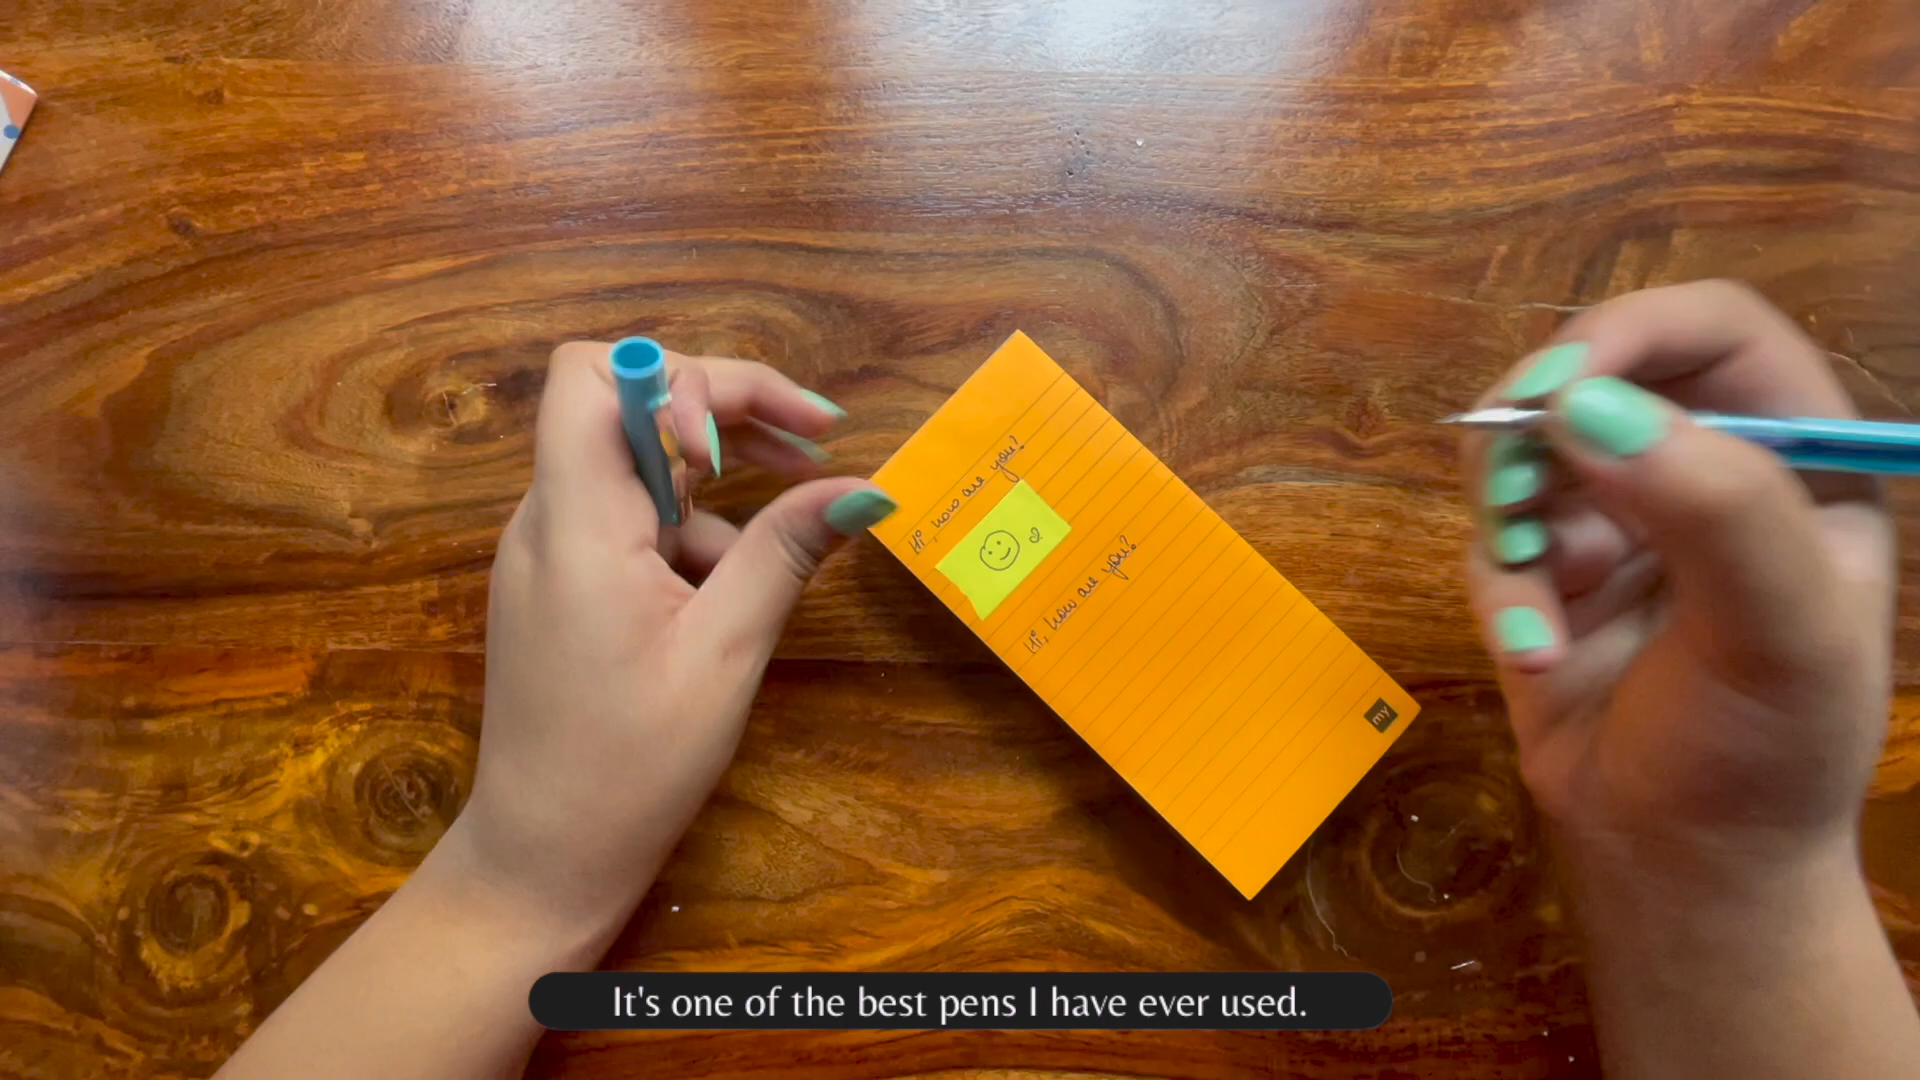 Hi, how are you?
Hi, how are you?
my
It's one of the best pens I have ever used.